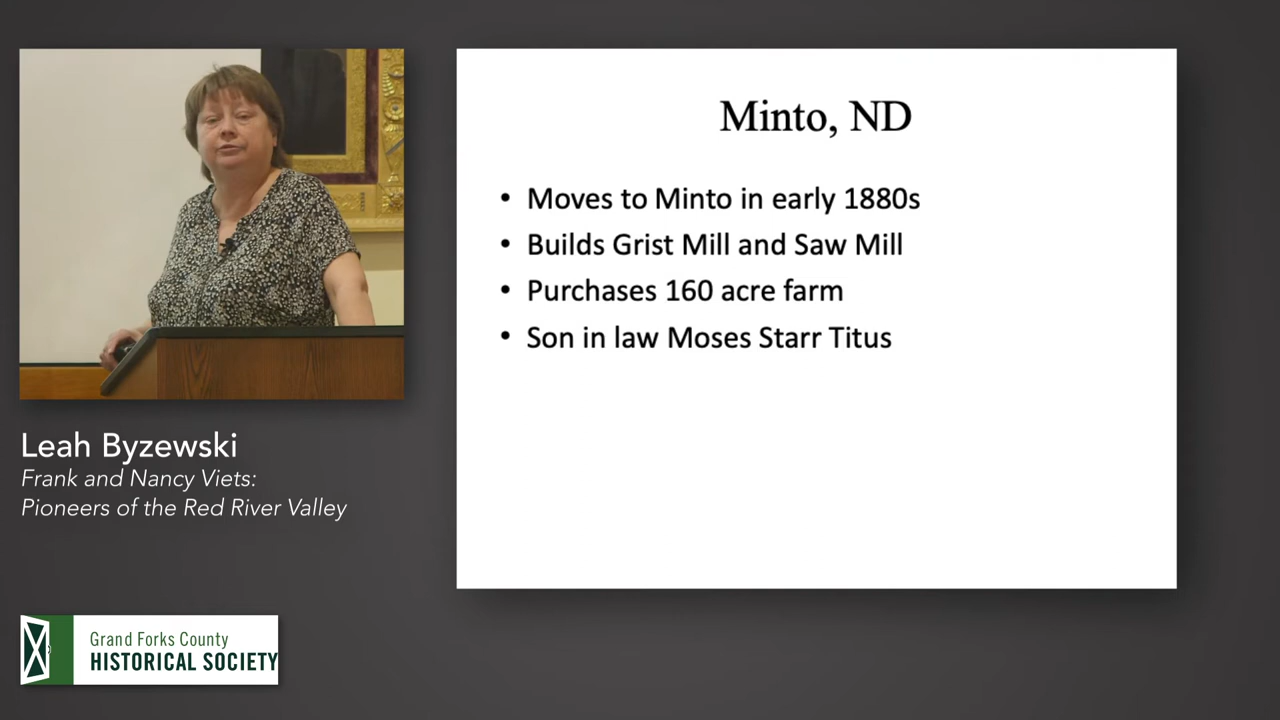 Minto, ND
• Moves to Minto in early 1880s
• Builds Grist Mill and Saw Mill
• Purchases 160 acre farm
• Son in law Moses Starr Titus
Leah Byzewski
Frank and Nancy Viets:
Pioneers of the Red River Valley
Grand Forks County
HISTORICAL SOCIETY